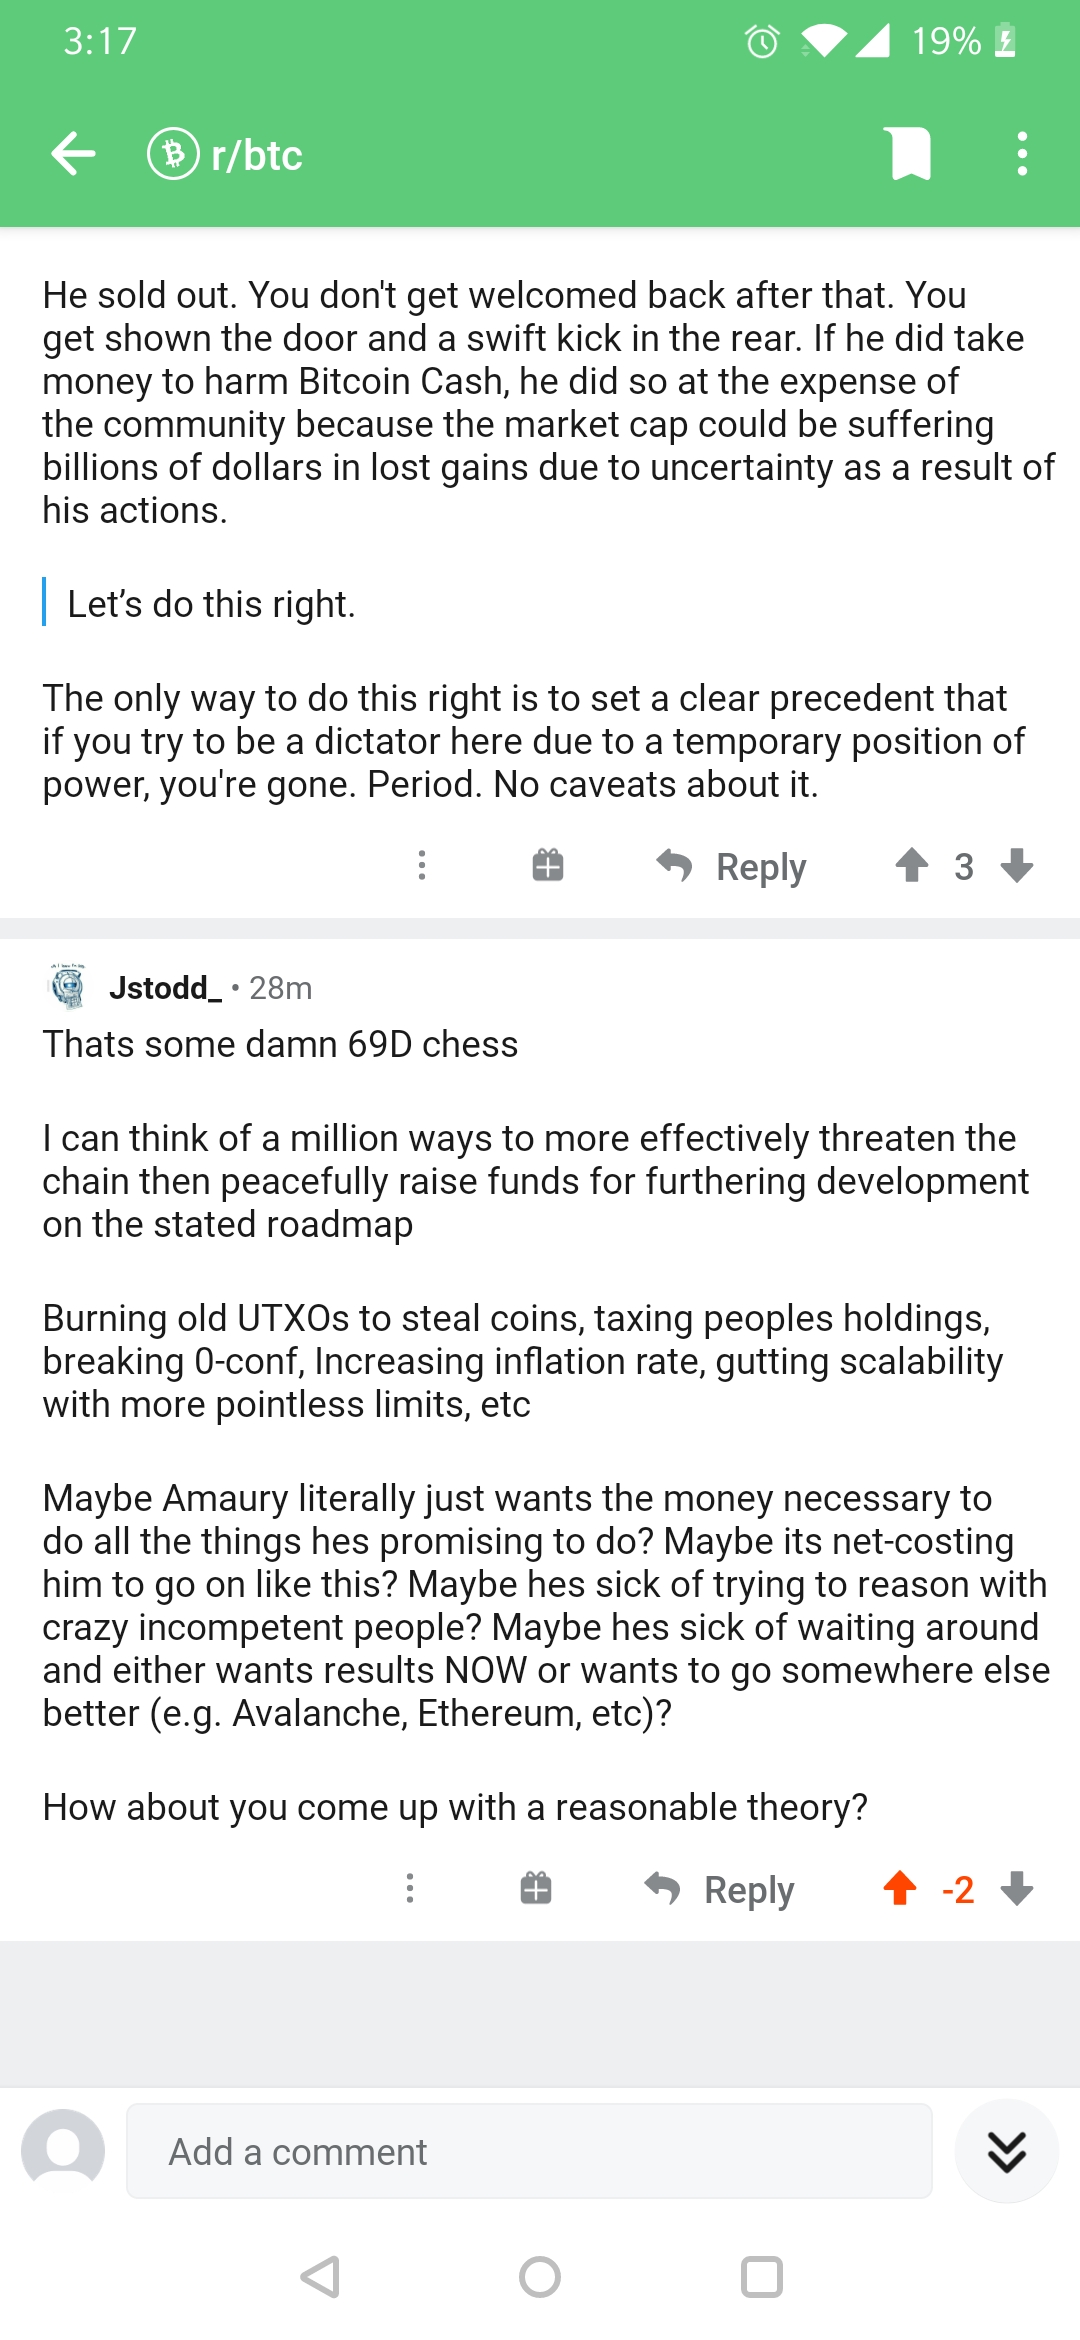 3:17
19%
r/btc
He sold out. You don't get welcomed back after that. You
get shown the door and a swift kick in the rear. If he did take
money to harm Bitcoin Cash, he did so at the expense of
the community because the market cap could be suffering
billions of dollars in lost gains due to uncertainty as a result of
his actions.
Let’s do this right.
The only way to do this right is to set a clear precedent that
if you try to be a dictator here due to a temporary position of
power, you're gone. Period. No caveats about it.
Reply 3
Jstodd_ • 28m
Thats some damn 69D chess
I can think of a million ways to more effectively threaten the
chain then peacefully raise funds for furthering development
on the stated roadmap
Burning old UTXOs to steal coins, taxing peoples holdings,
breaking 0-conf, Increasing inflation rate, gutting scalability
with more pointless limits, etc
Maybe Amaury literally just wants the money necessary to
do all the things hes promising to do? Maybe its net-costing
him to go on like this? Maybe hes sick of trying to reason with
crazy incompetent people? Maybe hes sick of waiting around
and either wants results NOW or wants to go somewhere else
better (e.g. Avalanche, Ethereum, etc)?
How about you come up with a reasonable theory?
Reply -2
Add a comment